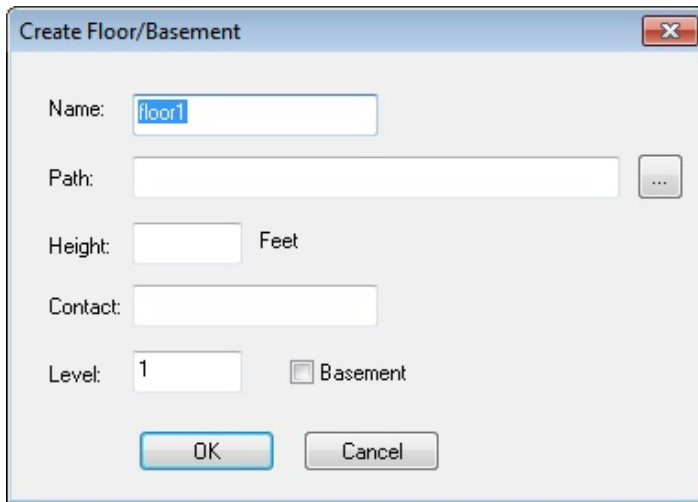 Create Floor/Basement
Name: floor1
Path: ...
Height: Feet
Contact:
Level: 1 Basement
OK Cancel